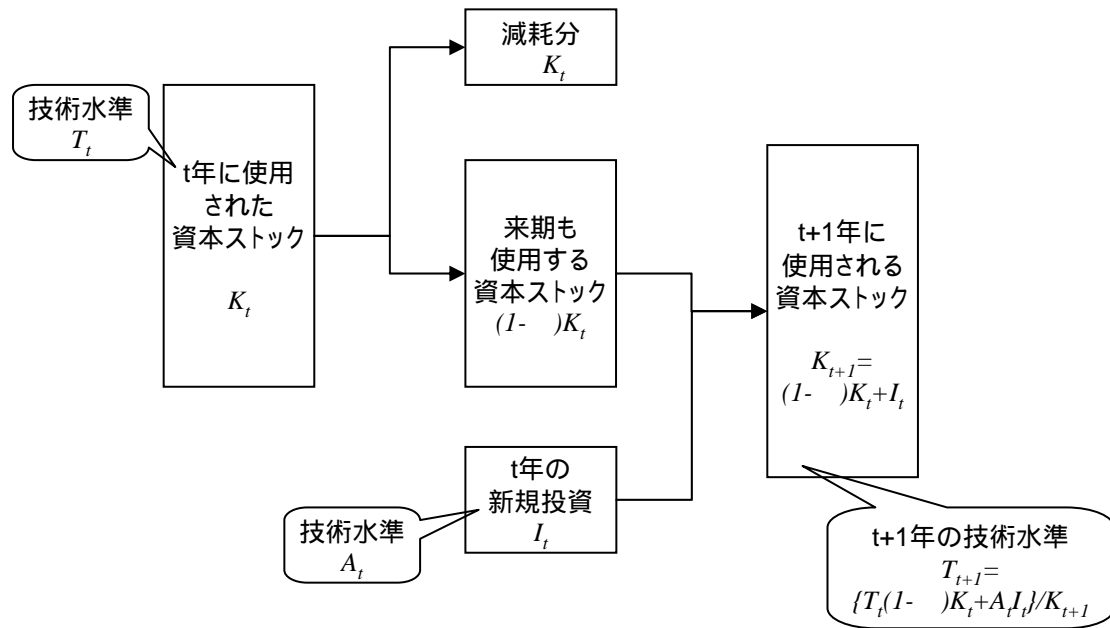 減耗分
K_t
技術水準
T_t
t年に使用
された
資本ストック
K_t
来期も
使用する
資本ストック
(1-　)K_t
t年の
新規投資
I_t
技術水準
A_t
t+1年に
使用される
資本ストック
K_{t+1}=
(1-　)K_t+I_t
t+1年の技術水準
T_{t+1}=
{T_t(1-　)K_t+A_tI_t}/K_{t+1}